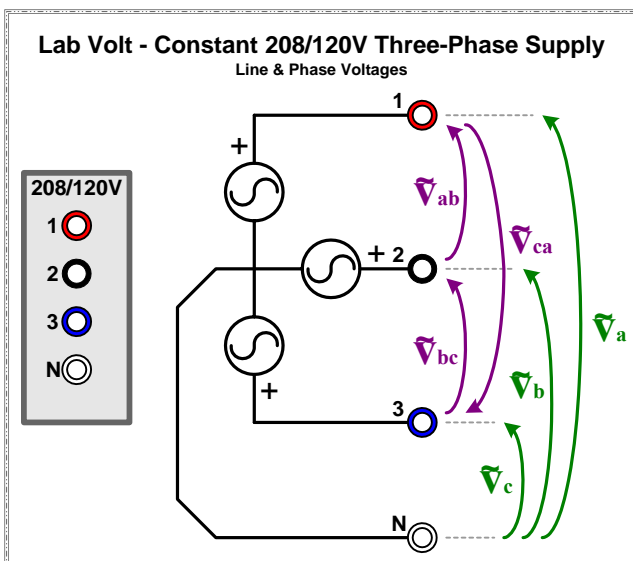 Lab Volt - Constant 208/120V Three-Phase Supply
Line & Phase Voltages
208/120V
1
2
3
N
1
+
Ṽab
Ṽca
2
+
Ṽbc
Ṽa
Ṽb
+
3
Ṽc
N